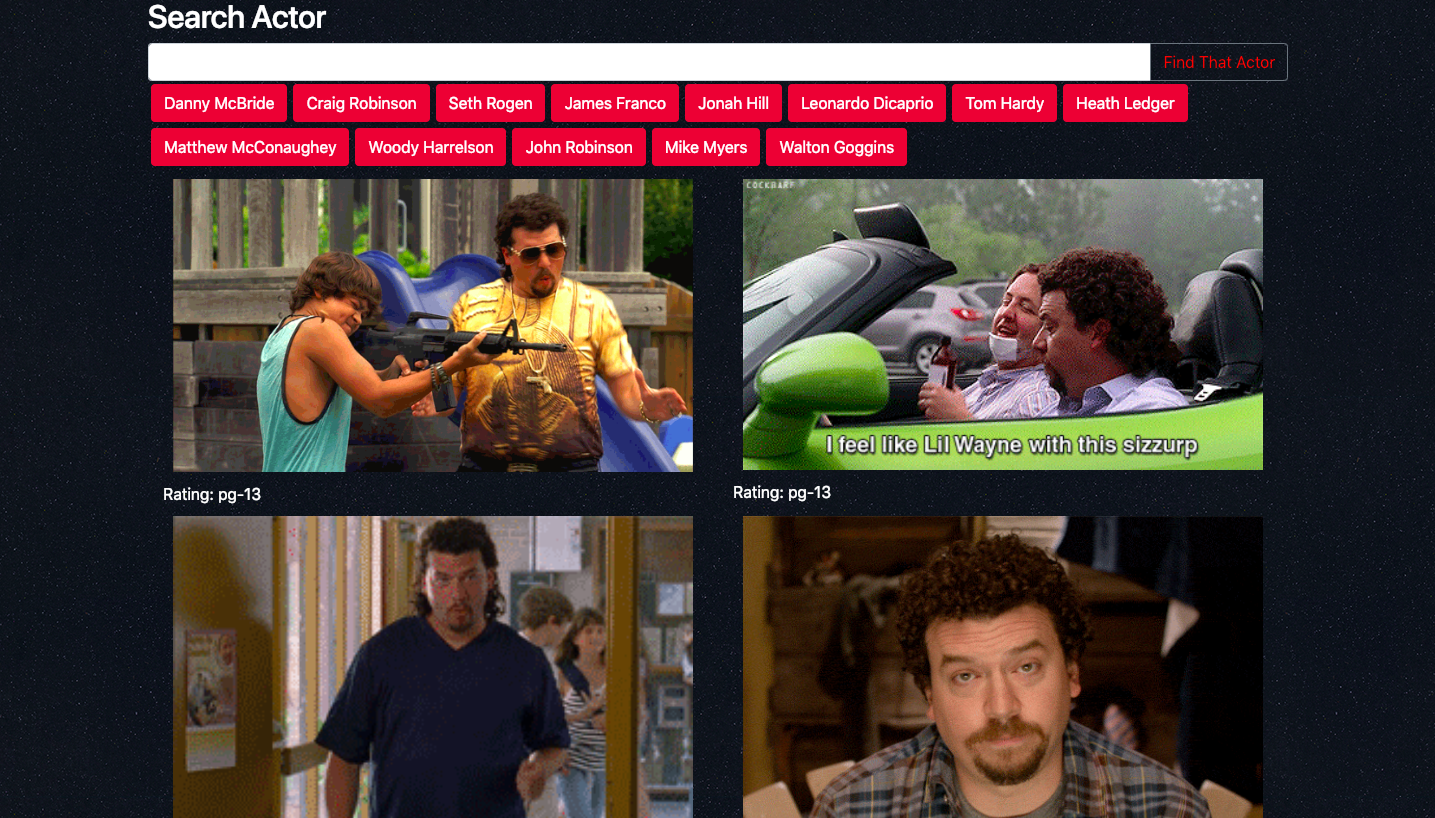 Search Actor
Find That Actor
Danny McBride Craig Robinson Seth Rogen James Franco Jonah Hill Leonardo Dicaprio Tom Hardy Heath Ledger
Matthew McConaughey Woody Harrelson John Robinson Mike Myers Walton Goggins
COCKBARF
I feel like Lil Wayne with this sizzurp
Rating: pg-13
Rating: pg-13